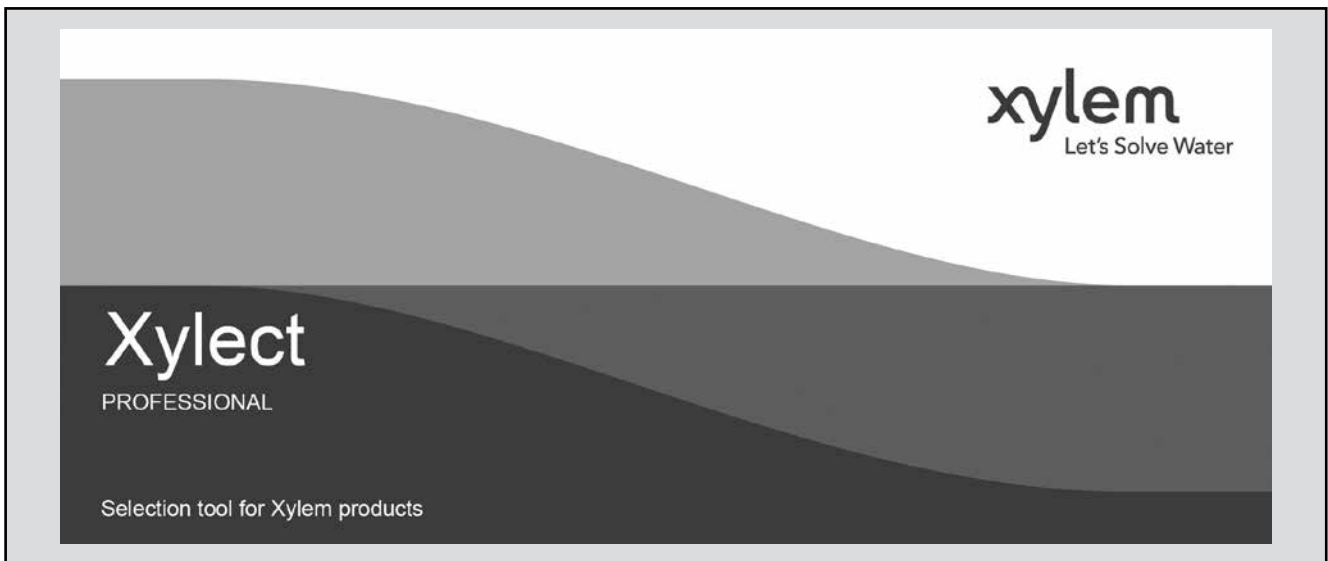 xylem
Let's Solve Water
Xylect
PROFESSIONAL
Selection tool for Xylem products